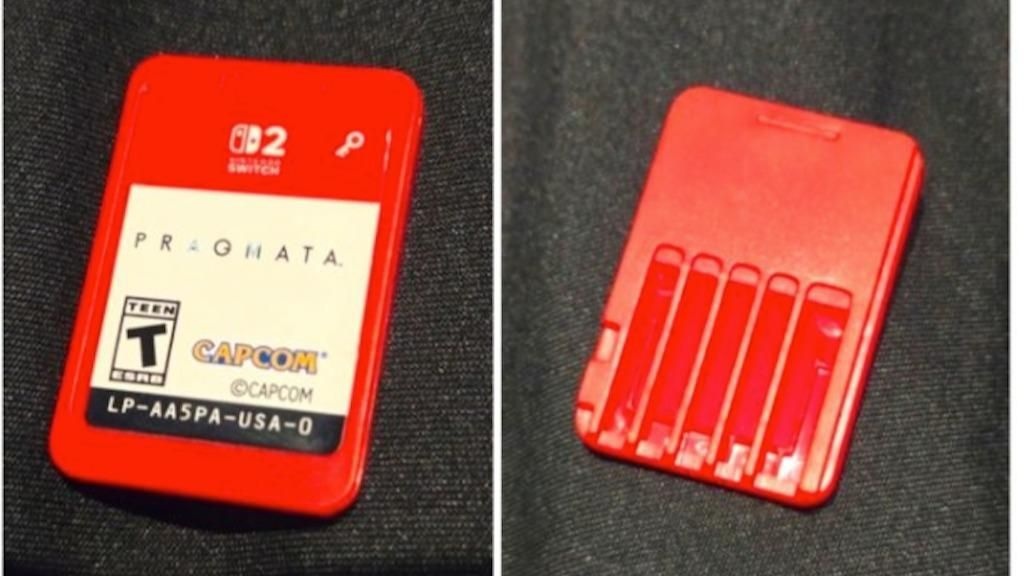 2
NINTENDO
SWITCH
PRAGMATA.
TEEN
T
ESRB
CAPCOM®
©CAPCOM
LP-AA5PA-USA-0